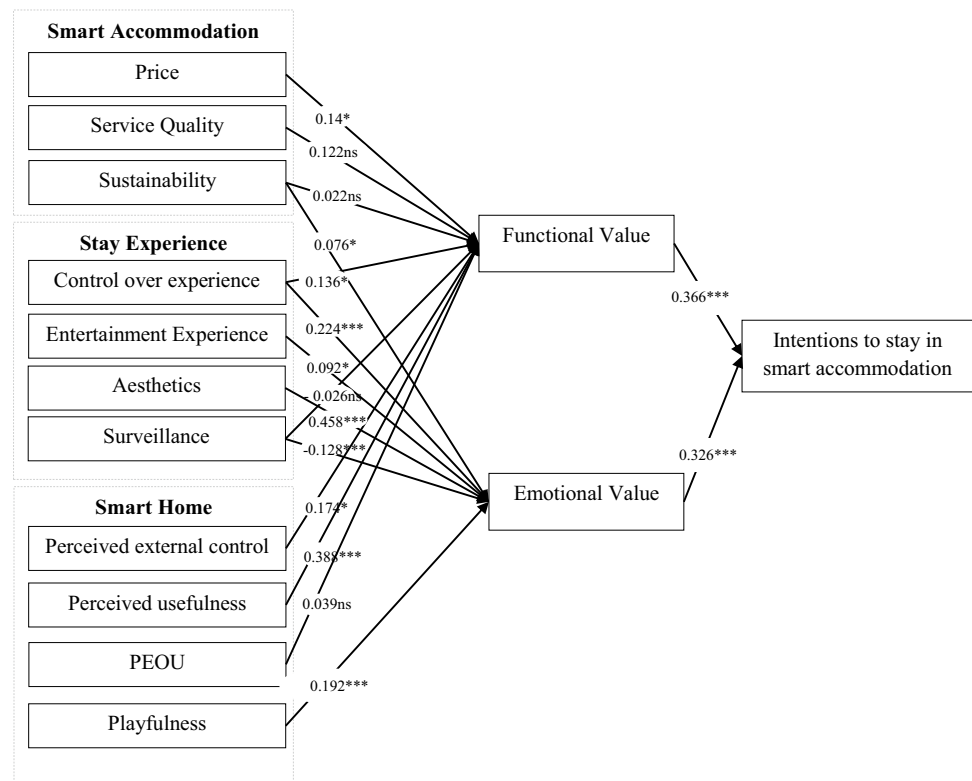 Smart Accommodation
Price
Service Quality
Sustainability
Stay Experience
Control over experience
Entertainment Experience
Aesthetics
Surveillance
Smart Home
Perceived external control
Perceived usefulness
PEOU
Playfulness
0.14*
0.122ns
0.022ns
0.076*
0.136*
0.224***
0.092*
- 0.026ns
0.458***
-0.128***
0.174*
0.388***
0.039ns
0.192***
Functional Value
Emotional Value
0.366***
0.326***
Intentions to stay in
smart accommodation